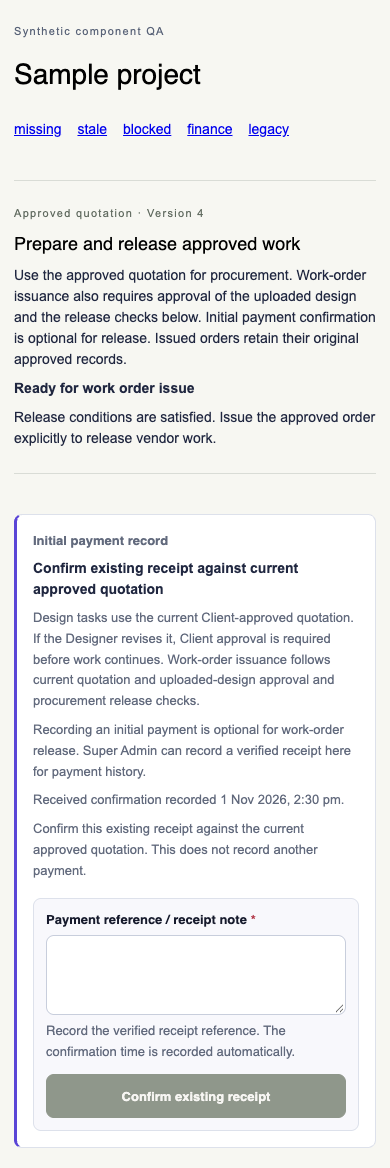 Synthetic component QA
Sample project
missing stale blocked finance legacy
Approved quotation · Version 4
Prepare and release approved work
Use the approved quotation for procurement. Work-order
issuance also requires approval of the uploaded design
and the release checks below. Initial payment confirmation
is optional for release. Issued orders retain their original
approved records.
Ready for work order issue
Release conditions are satisfied. Issue the approved order
explicitly to release vendor work.
Initial payment record
Confirm existing receipt against current
approved quotation
Design tasks use the current Client-approved quotation.
If the Designer revises it, Client approval is required
before work continues. Work-order issuance follows
current quotation and uploaded-design approval and
procurement release checks.
Recording an initial payment is optional for work-order
release. Super Admin can record a verified receipt here
for payment history.
Received confirmation recorded 1 Nov 2026, 2:30 pm.
Confirm this existing receipt against the current
approved quotation. This does not record another
payment.
Payment reference / receipt note *
Record the verified receipt reference. The
confirmation time is recorded automatically.
Confirm existing receipt